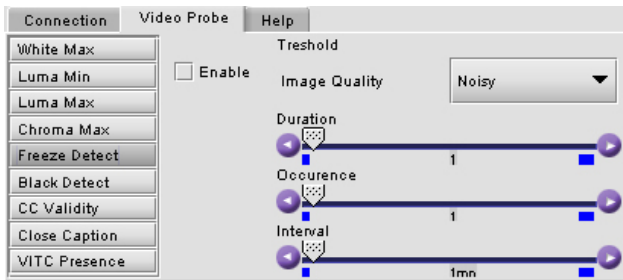 Connection Video Probe Help
White Max
Luma Min
Luma Max
Chroma Max
Freeze Detect
Black Detect
CC Validity
Close Caption
VITC Presence
Enable
Treshold
Image Quality Noisy
Duration
1
Occurence
1
Interval
1mn